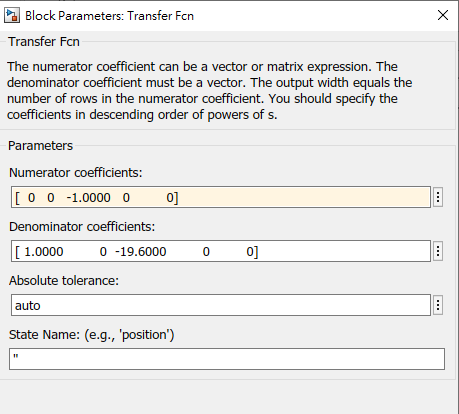 Block Parameters: Transfer Fcn
Transfer Fcn
The numerator coefficient can be a vector or matrix expression. The
denominator coefficient must be a vector. The output width equals the
number of rows in the numerator coefficient. You should specify the
coefficients in descending order of powers of s.
Parameters
Numerator coefficients:
[ 0 0 -1.0000 0 0]
Denominator coefficients:
[ 1.0000 0 -19.6000 0 0]
Absolute tolerance:
auto
State Name: (e.g., 'position')
''